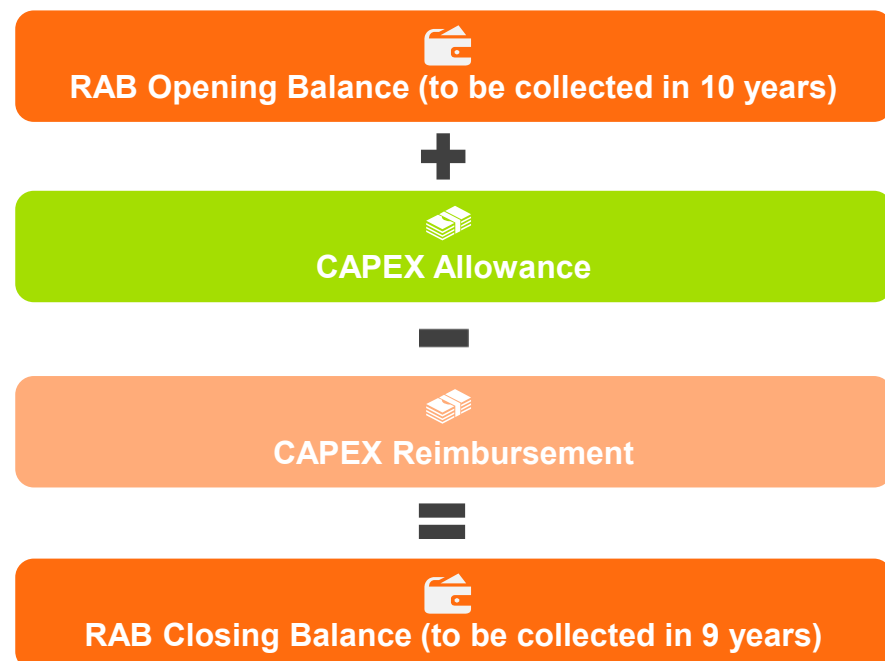 RAB Opening Balance (to be collected in 10 years)
CAPEX Allowance
CAPEX Reimbursement
RAB Closing Balance (to be collected in 9 years)